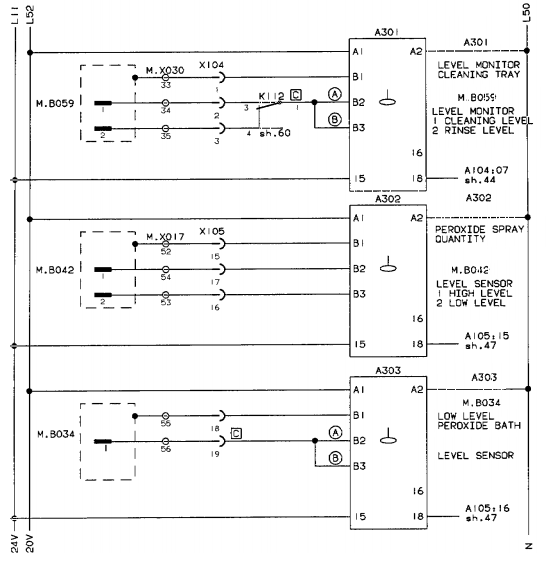 L11
L52
L50
A301
A1
A2
A301
LEVEL MONITOR
CLEANING TRAY
M.X030
X104
B1
33
1
M.B059
K112
C
A
B2
M.B059
LEVEL MONITOR
1
34
2
3
1
1 CLEANING LEVEL
B
B3
2 RINSE LEVEL
2
35
3
4
sh.60
16
A104:07
15
18
sh.44
A302
A302
A1
A2
PEROXIDE SPRAY
QUANTITY
M.X017
X105
B1
52
15
M.B042
B2
M.B042
1
54
17
LEVEL SENSOR
1 HIGH LEVEL
B3
2 LOW LEVEL
2
53
16
16
A105:15
15
18
sh.47
A303
A303
A1
A2
M.B034
B1
LOW LEVEL
PEROXIDE BATH
55
18
C
A
M.B034
B2
1
56
19
B
B3
LEVEL SENSOR
16
A105:16
15
18
sh.47
24V
20V
N